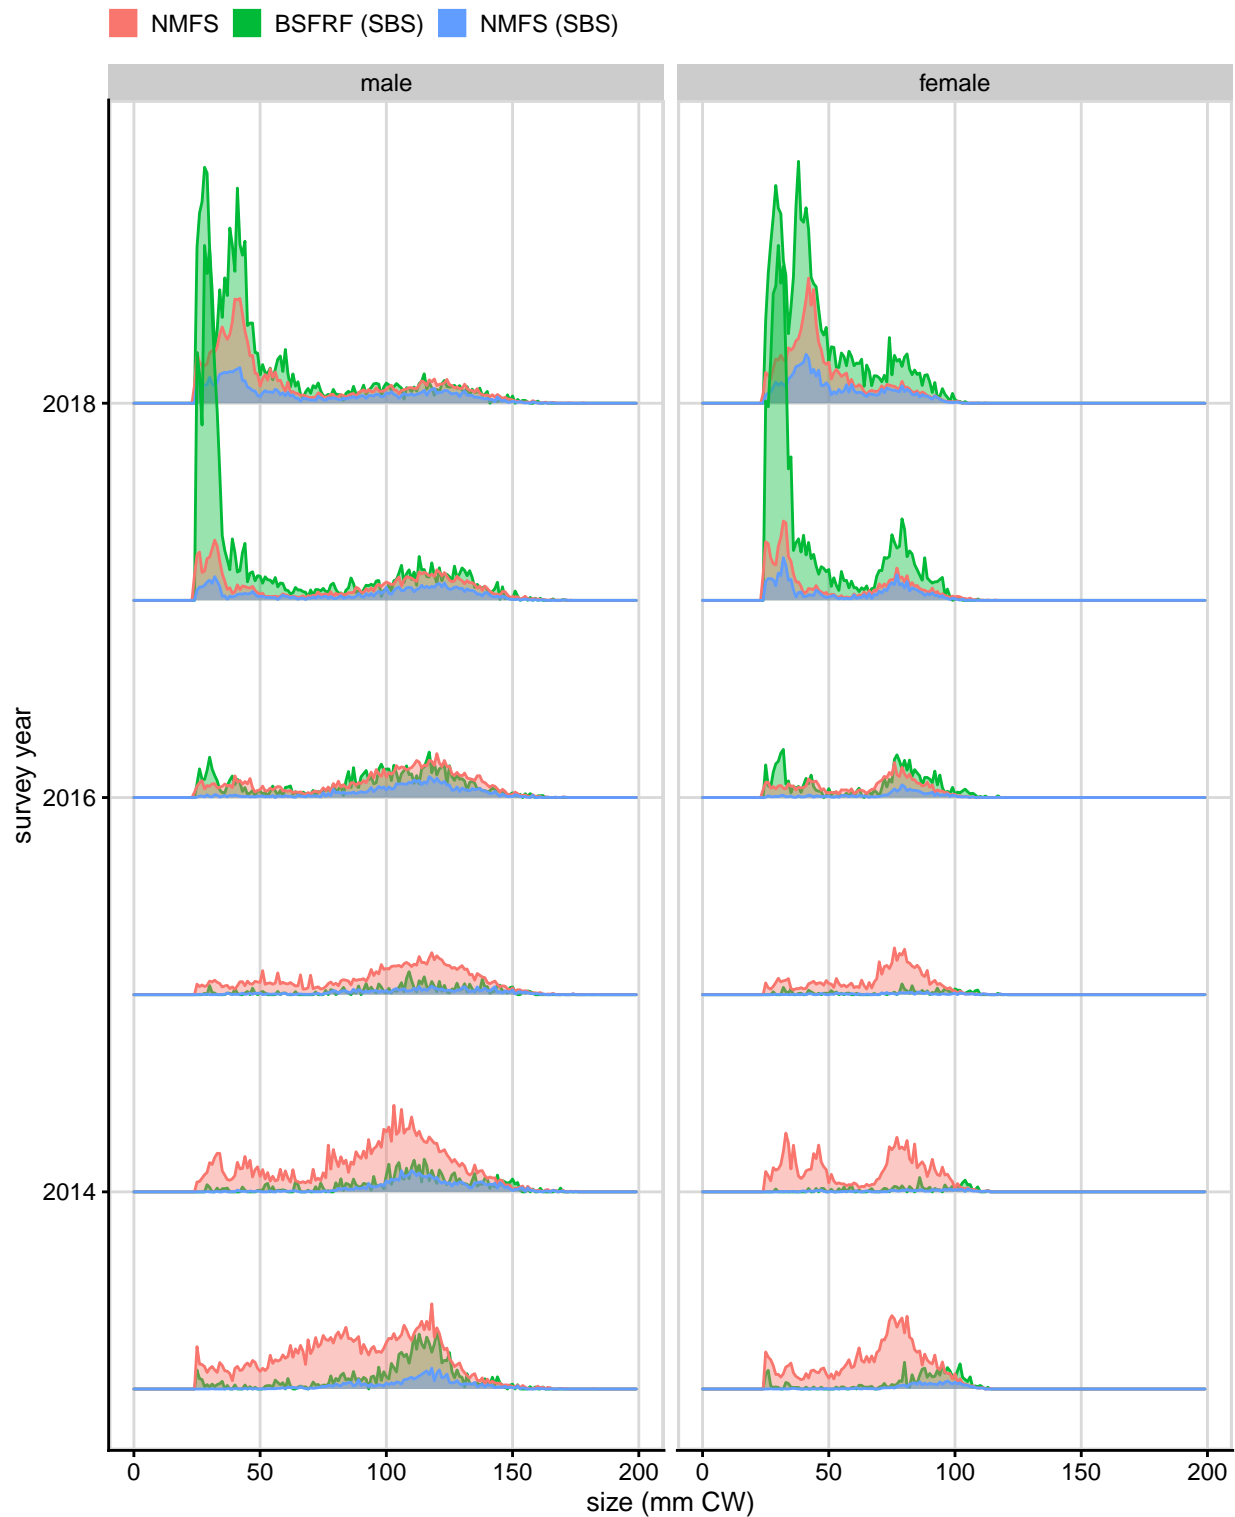 NMFS BSFRF (SBS) NMFS (SBS)
male female
2018
2016
2014
survey year
0 50 100 150 200 0 50 100 150 200
size (mm CW)